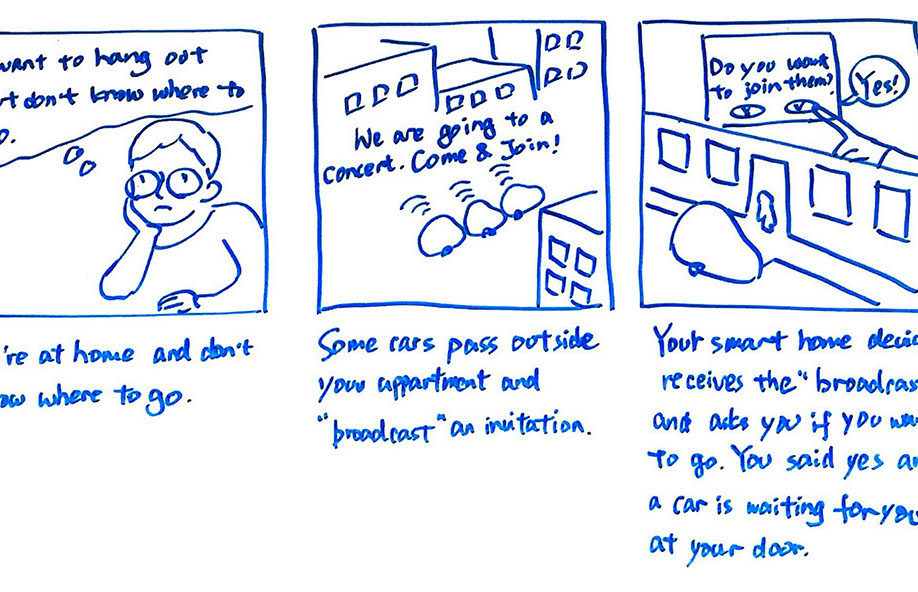 want to hang out
't don't know where to
o.
're at home and don't
ow where to go.
We are going to a
concert. Come & Join!
Some cars pass outside
your appartment and
"broadcast" an invitation.
Do you want
to join them?
Yes!
Your smart home devic
receives the "broadcas
and asks you if you wa
to go. You said yes an
a car is waiting for you
at your door.